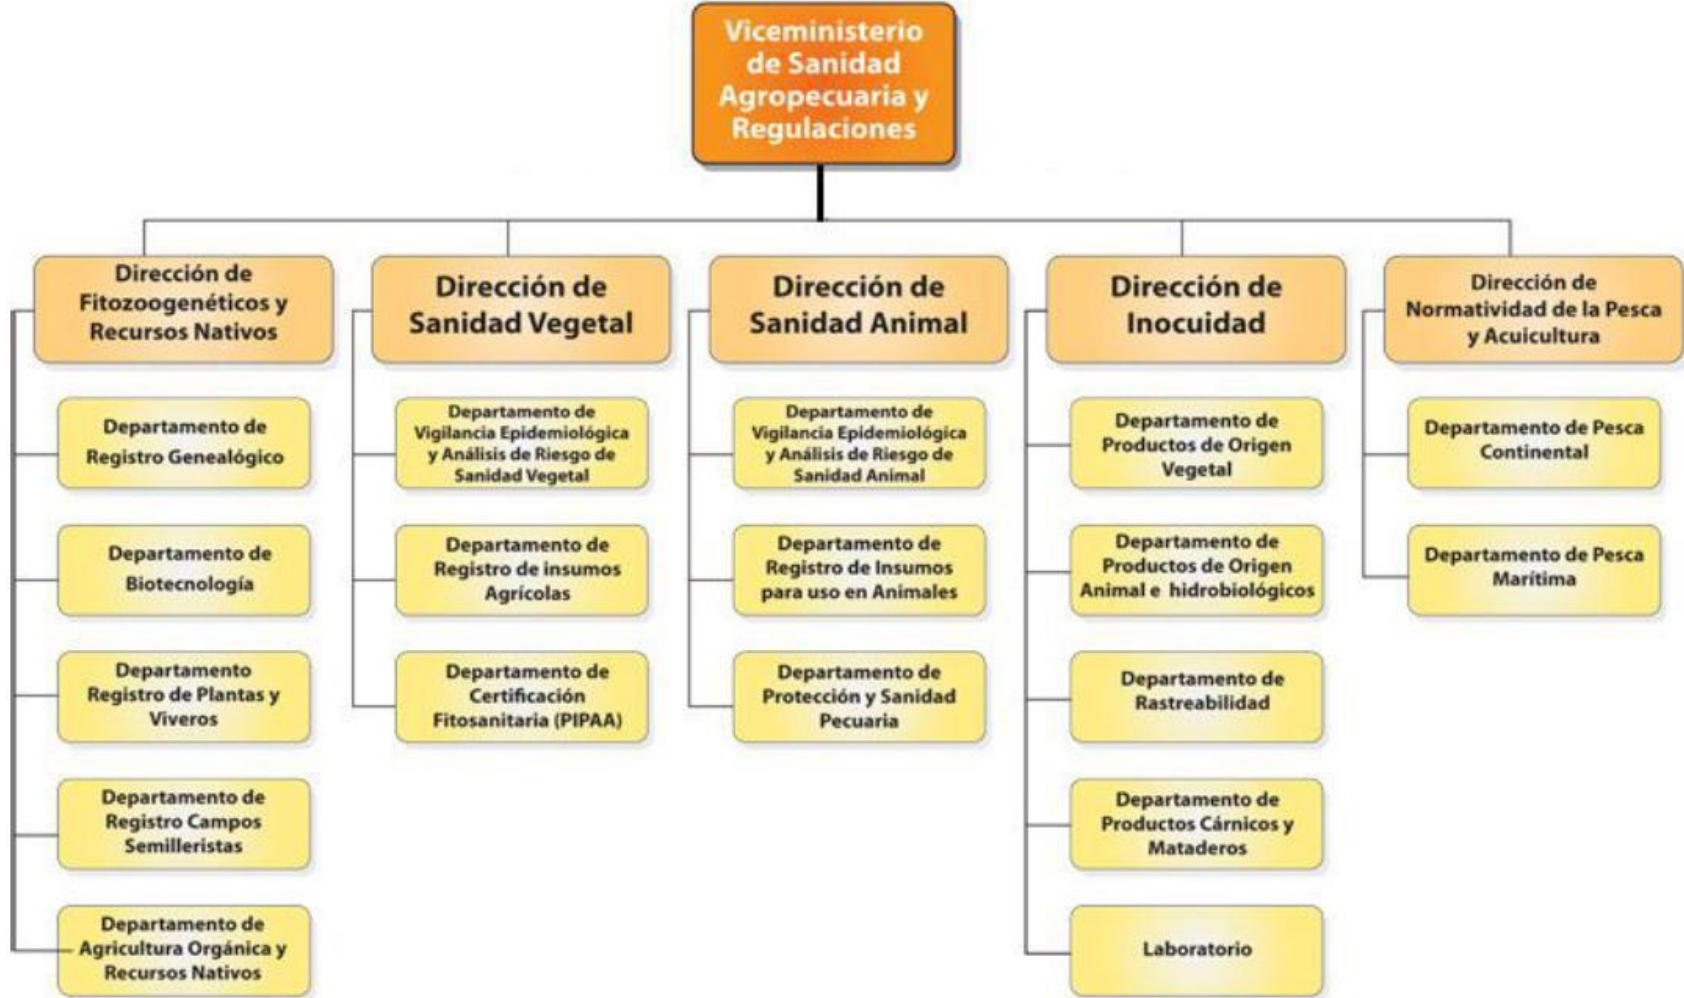 Viceministerio
de Sanidad
Agropecuaria y
Regulaciones
Dirección de
Fitozoogenéticos y
Recursos Nativos
Dirección de
Sanidad Vegetal
Dirección de
Sanidad Animal
Dirección de
Inocuidad
Dirección de
Normatividad de la Pesca
y Acuicultura
Departamento de
Registro Genealógico
Departamento de
Vigilancia Epidemiológica
y Análisis de Riesgo de
Sanidad Vegetal
Departamento de
Vigilancia Epidemiológica
y Análisis de Riesgo de
Sanidad Animal
Departamento de
Productos de Origen
Vegetal
Departamento de Pesca
Continental
Departamento de
Biotecnología
Departamento de
Registro de insumos
Agrícolas
Departamento de
Registro de Insumos
para uso en Animales
Departamento de
Productos de Origen
Animal e hidrobiológicos
Departamento de Pesca
Marítima
Departamento
Registro de Plantas y
Viveros
Departamento de
Certificación
Fitosanitaria (PIPAA)
Departamento de
Protección y Sanidad
Pecuaria
Departamento de
Rastreabilidad
Departamento de
Registro Campos
Semilleristas
Departamento de
Productos Cárnicos y
Mataderos
Departamento de
Agricultura Orgánica y
Recursos Nativos
Laboratorio